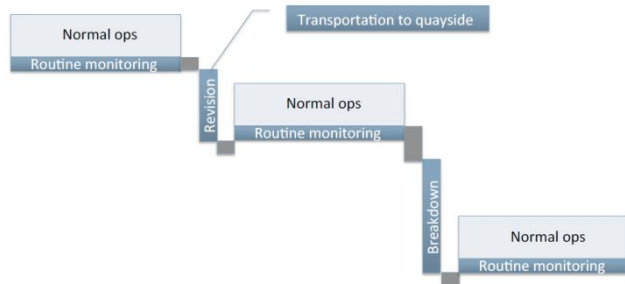 Transportation to quayside
Normal ops
Routine monitoring
Revision
Normal ops
Routine monitoring
Breakdown
Normal ops
Routine monitoring